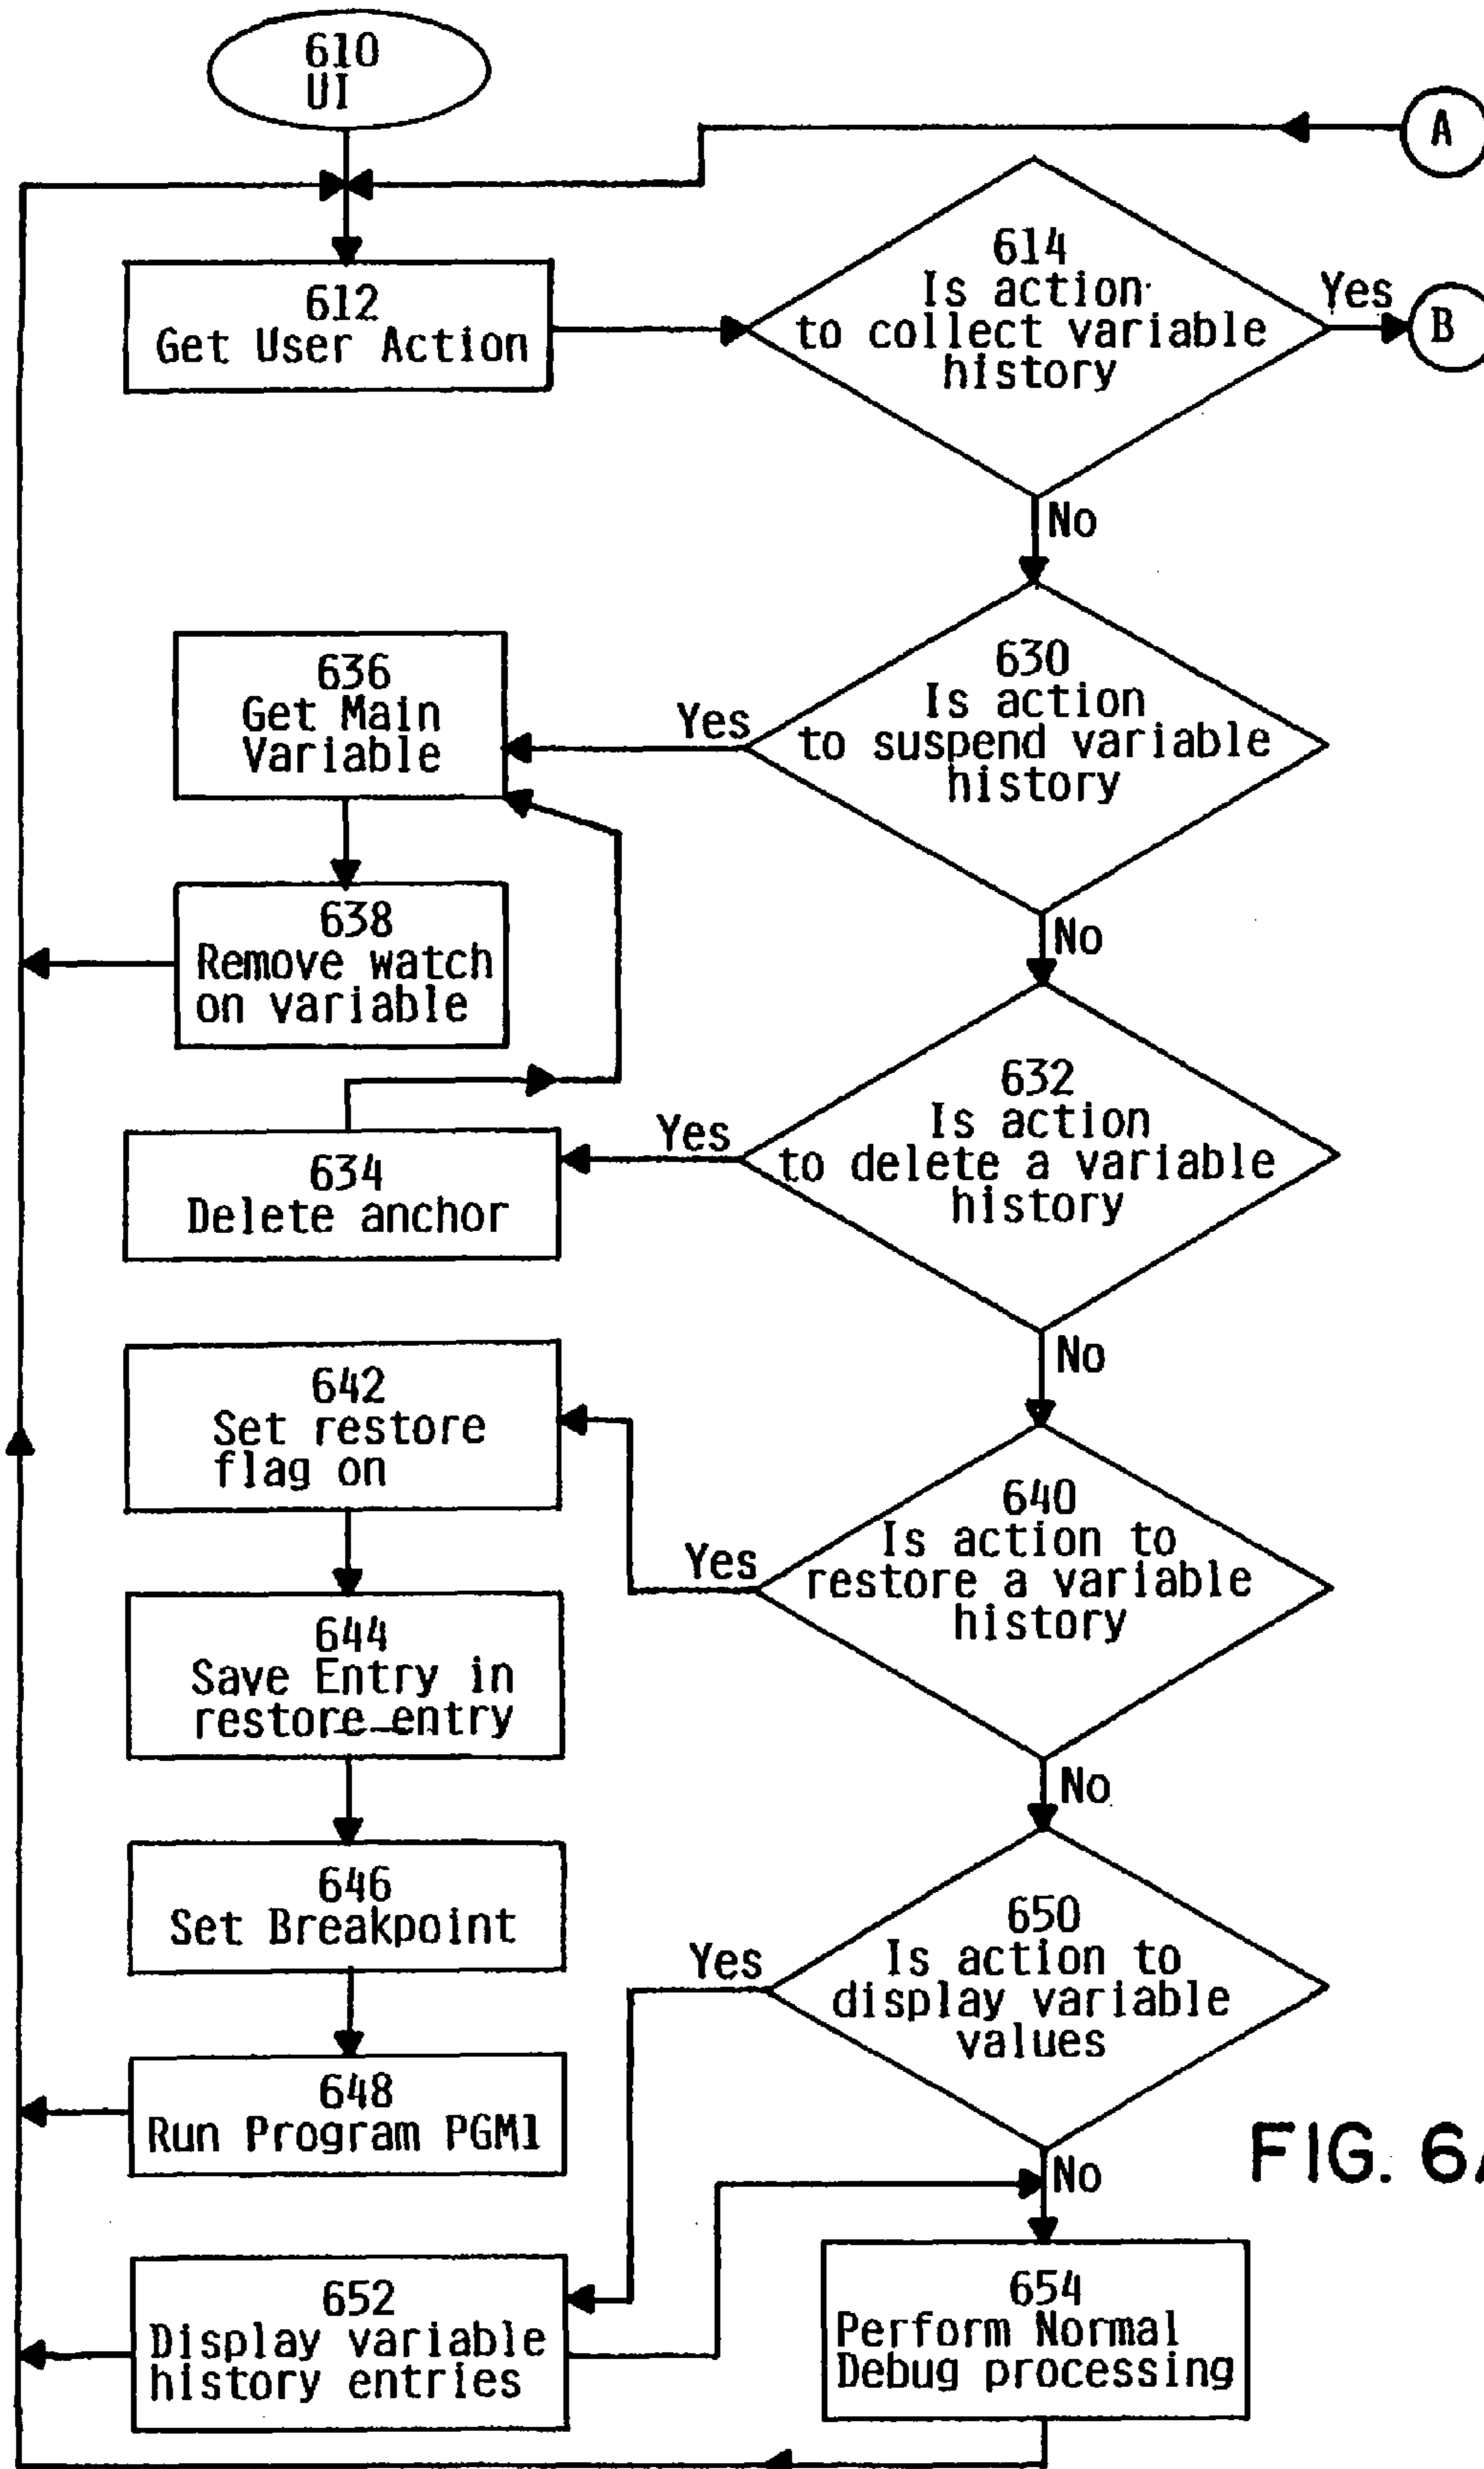 610
UI
A
612
Get User Action
614
Is action
to collect variable
history
Yes
B
No
636
Get Main
Variable
Yes
630
Is action
to suspend variable
history
No
638
Remove watch
on variable
632
Is action
to delete a variable
history
Yes
634
Delete anchor
No
642
Set restore
flag on
640
Is action to
restore a variable
history
Yes
644
Save Entry in
restore_entry
No
646
Set Breakpoint
650
Is action to
display variable
values
Yes
648
Run Program PGM1
No
FIG. 6A
652
Display variable
history entries
654
Perform Normal
Debug processing